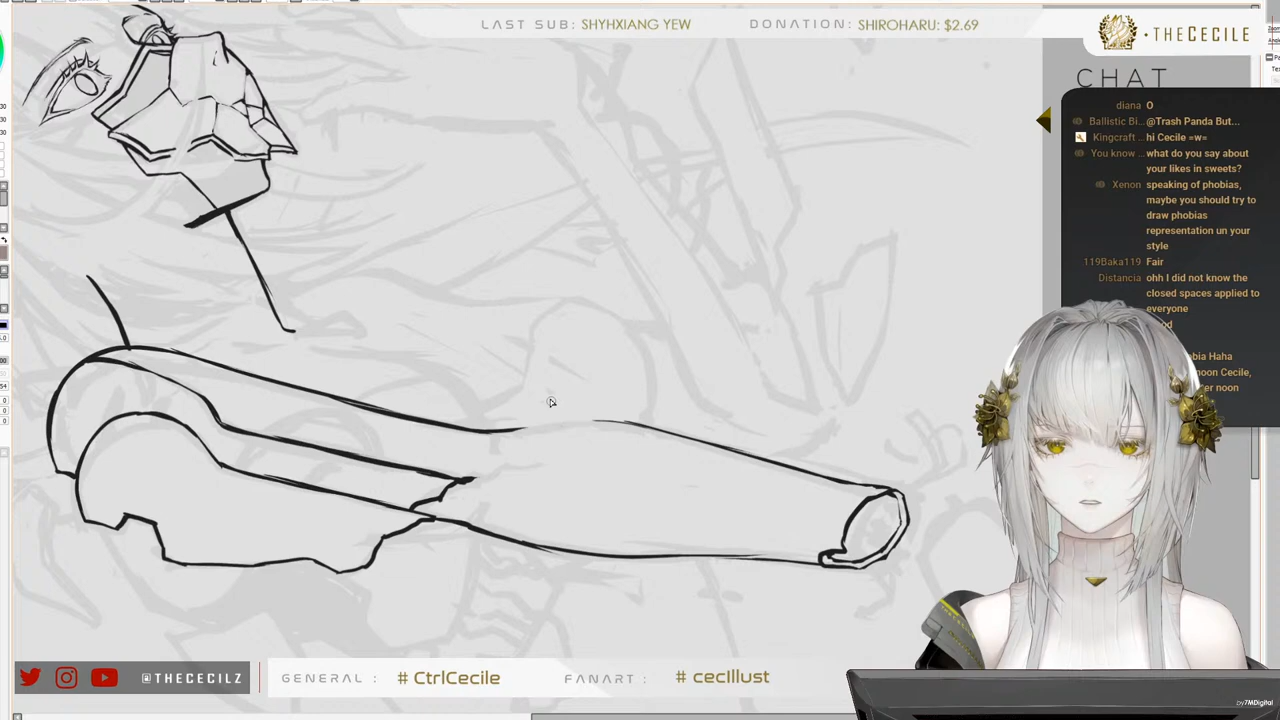 LAST SUB: SHYHXIANG YEW
DONATION: SHIROHARU: $2.69
· THECECILE
CHAT
diana O
Ballistic Bi... @Trash Panda But...
Kingcraft .. hi Cecile =w=
You know ... what do you say about
your likes in sweets?
Xenon speaking of phobias,
maybe you should try to
draw phobias
representation un your
style
119Baka119 Fair
Distancia ohh I did not know the
closed spaces applied to
everyone
bia Haha
noon Cecile,
er noon
@THECECILZ
GENERAL : # CtrlCecile
FANART : # cecIllust
by7MDigital